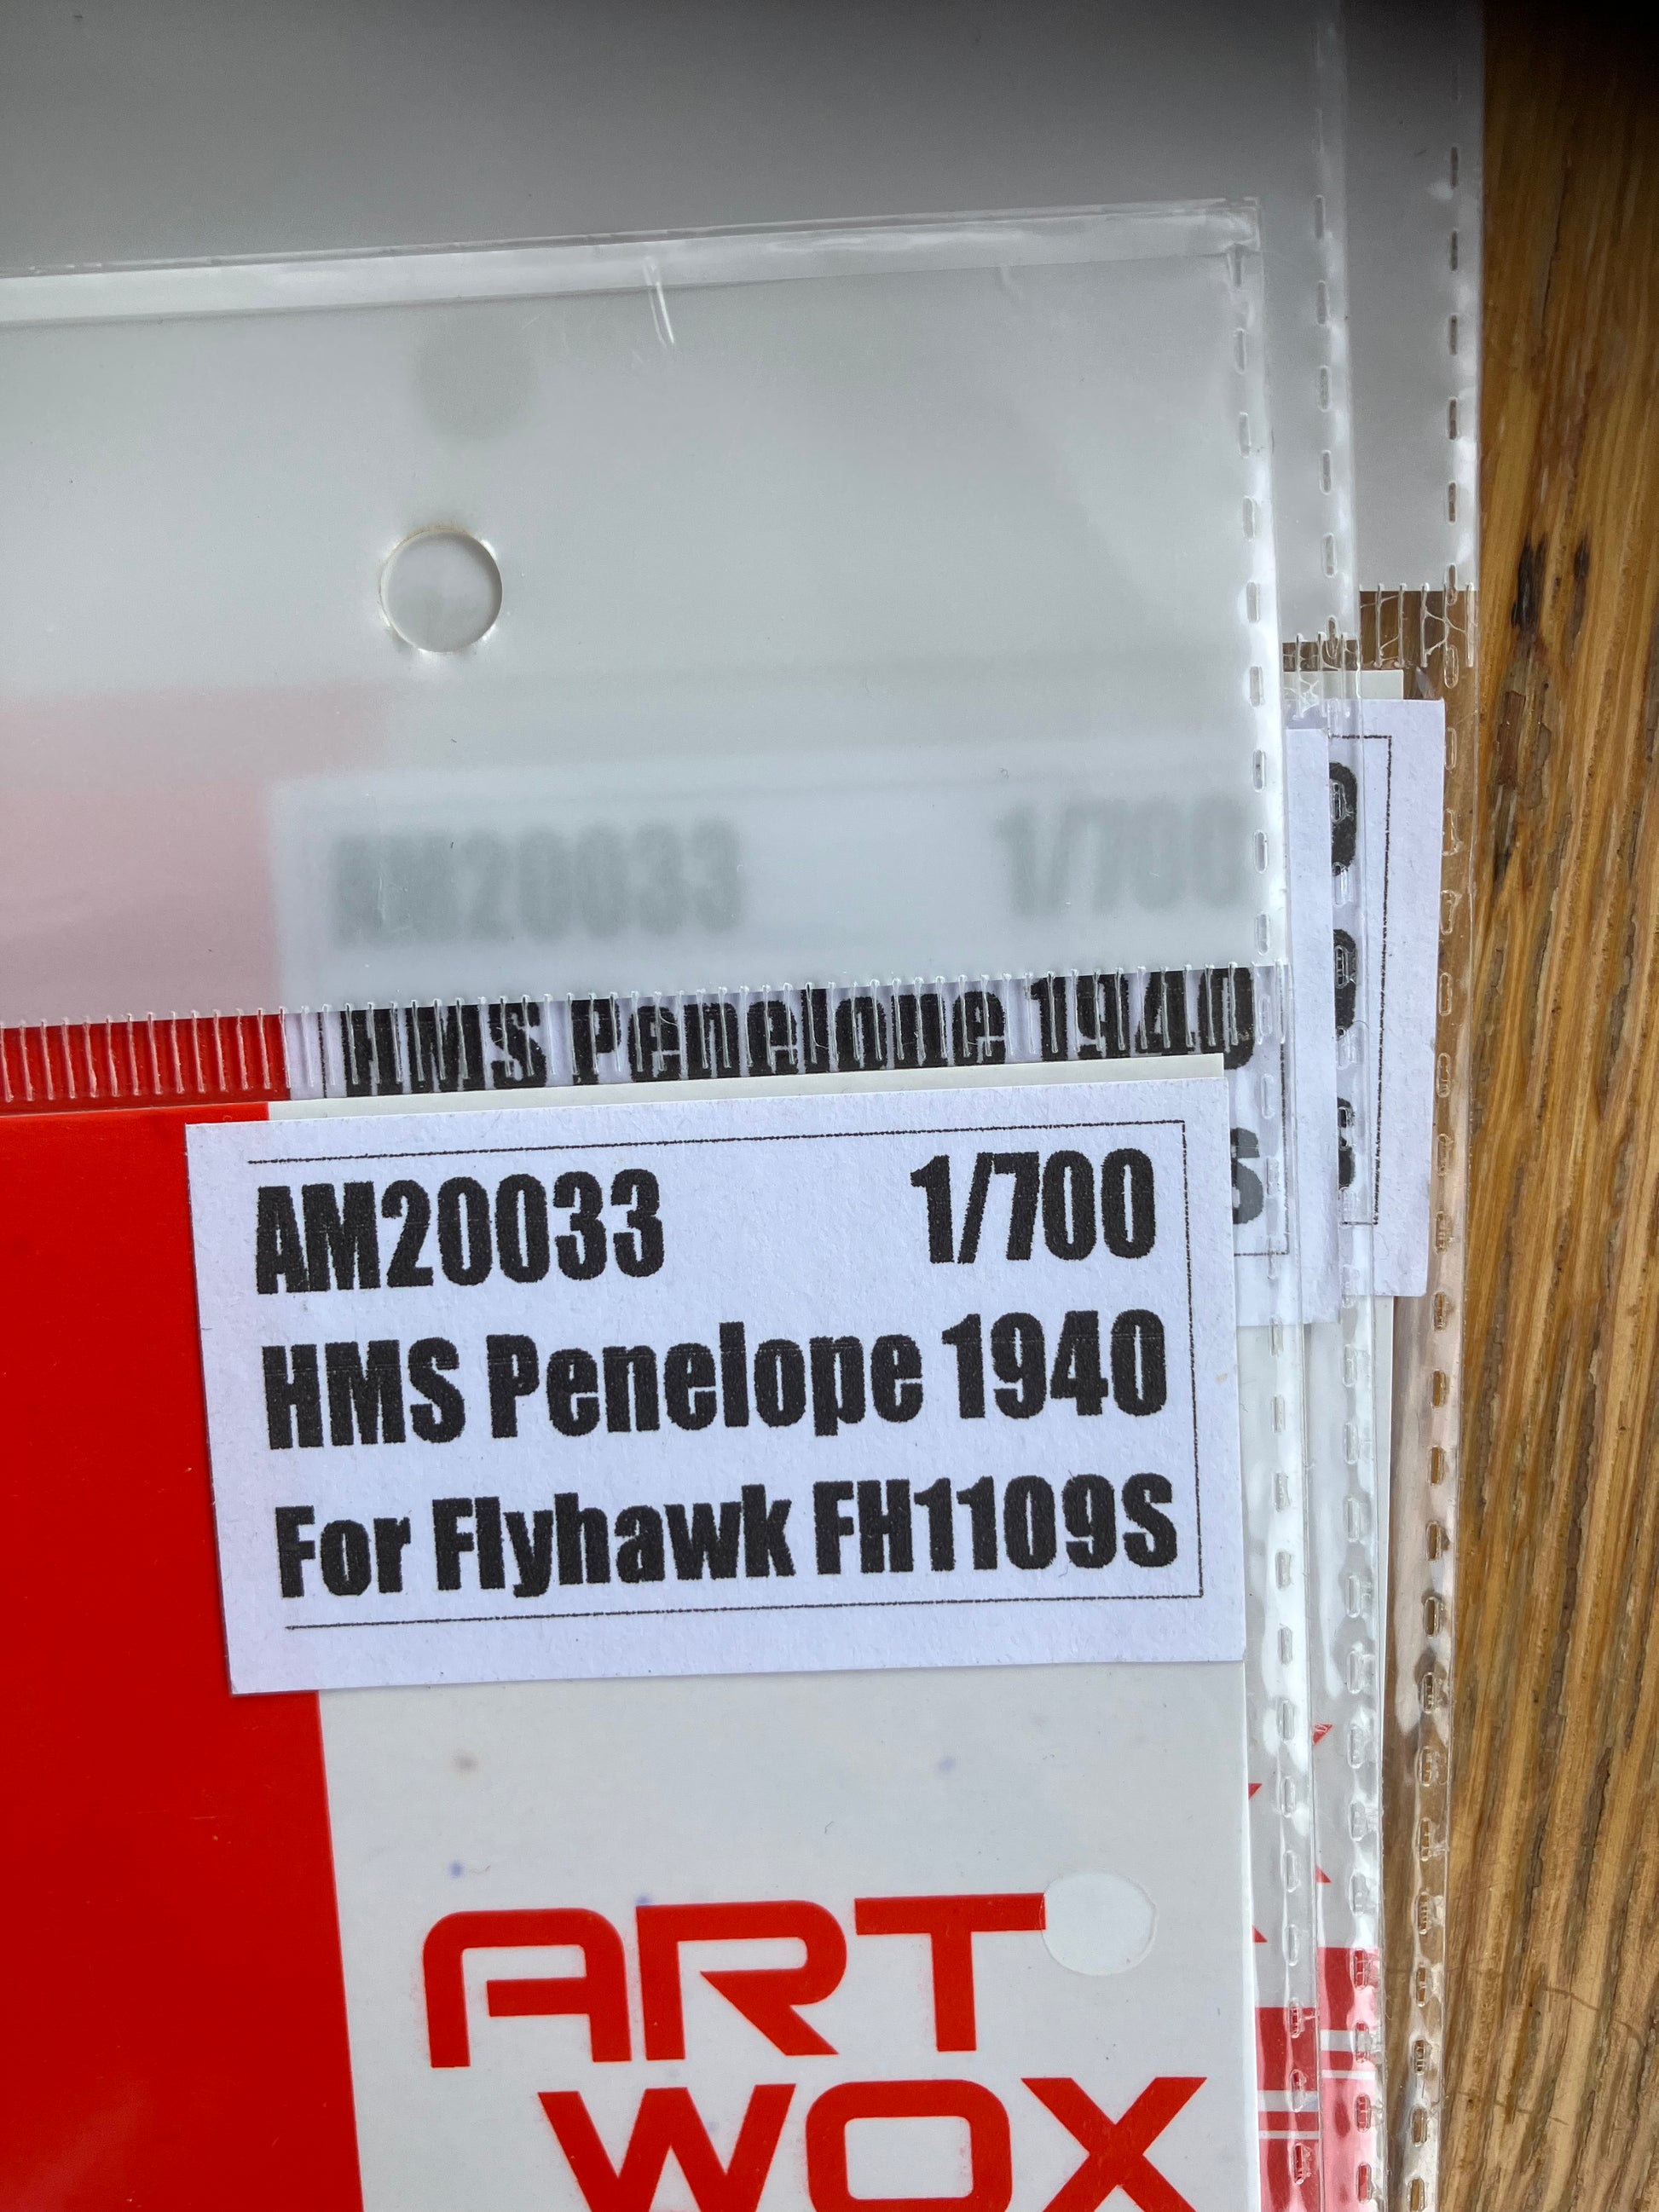 AM20033 1/700
HMS Penelope 1940
AM20033 1/700
HMS Penelope 1940
For Flyhawk FH1109S
ART
WOX